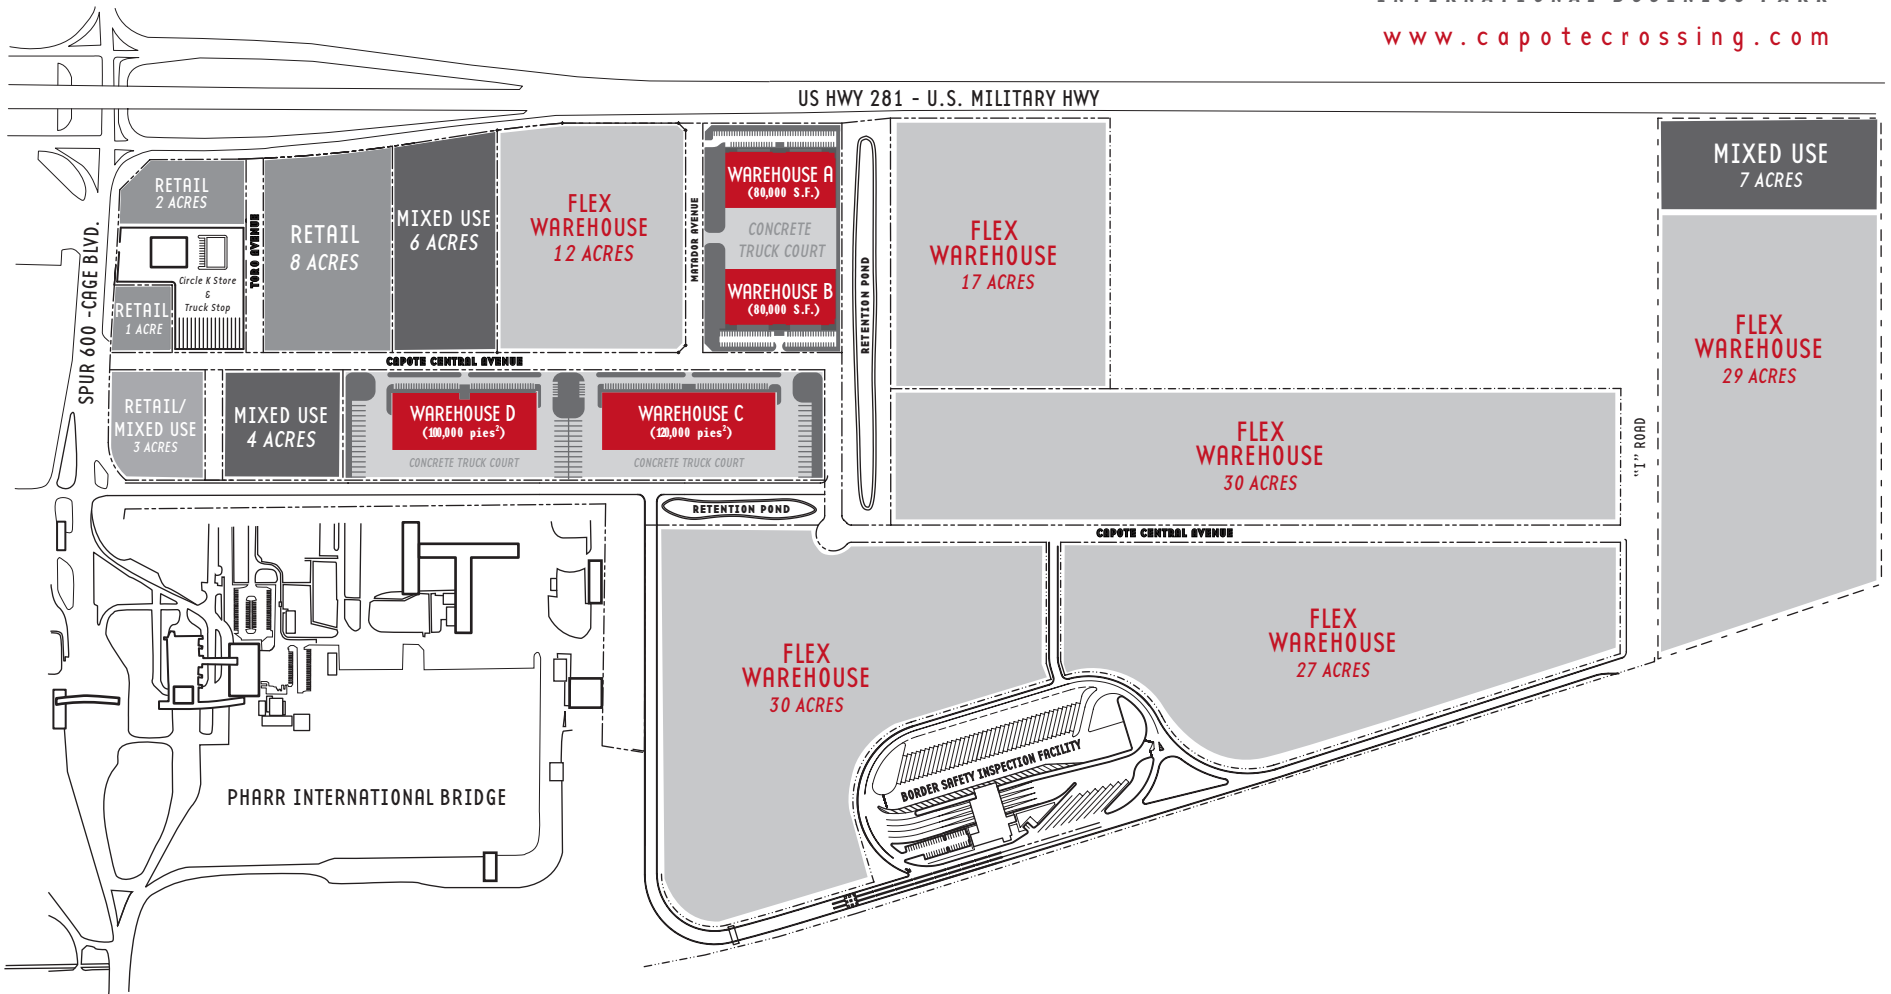 INTERNATIONAL BUSINESS PARK
www.capotecrossing.com
US HWY 281 - U.S. MILITARY HWY
SPUR 600 -CAGE BLVD.
RETAIL
2 ACRES
Circle K Store
&
Truck Stop
RETAIL
1 ACRE
TORO AVENUE
RETAIL
8 ACRES
MIXED USE
6 ACRES
FLEX
WAREHOUSE
12 ACRES
MATADOR AVENUE
WAREHOUSE A
(80,000 S.F.)
CONCRETE
TRUCK COURT
WAREHOUSE B
(80,000 S.F.)
RETENTION POND
FLEX
WAREHOUSE
17 ACRES
MIXED USE
7 ACRES
FLEX
WAREHOUSE
29 ACRES
CAPOTE CENTRAL AVENUE
RETAIL/
MIXED USE
3 ACRES
MIXED USE
4 ACRES
WAREHOUSE D
(100,000 pies²)
CONCRETE TRUCK COURT
WAREHOUSE C
(120,000 pies²)
CONCRETE TRUCK COURT
FLEX
WAREHOUSE
30 ACRES
"I" ROAD
RETENTION POND
CAPOTE CENTRAL AVENUE
FLEX
WAREHOUSE
30 ACRES
FLEX
WAREHOUSE
27 ACRES
BORDER SAFETY INSPECTION FACILITY
PHARR INTERNATIONAL BRIDGE